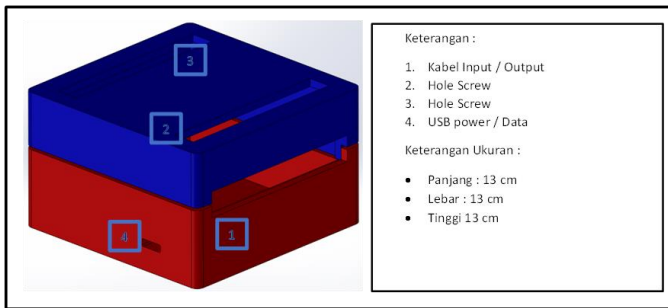 3
2
4
1
Keterangan :
1. Kabel Input / Output
2. Hole Screw
3. Hole Screw
4. USB power / Data
Keterangan Ukuran :
• Panjang : 13 cm
• Lebar : 13 cm
• Tinggi 13 cm